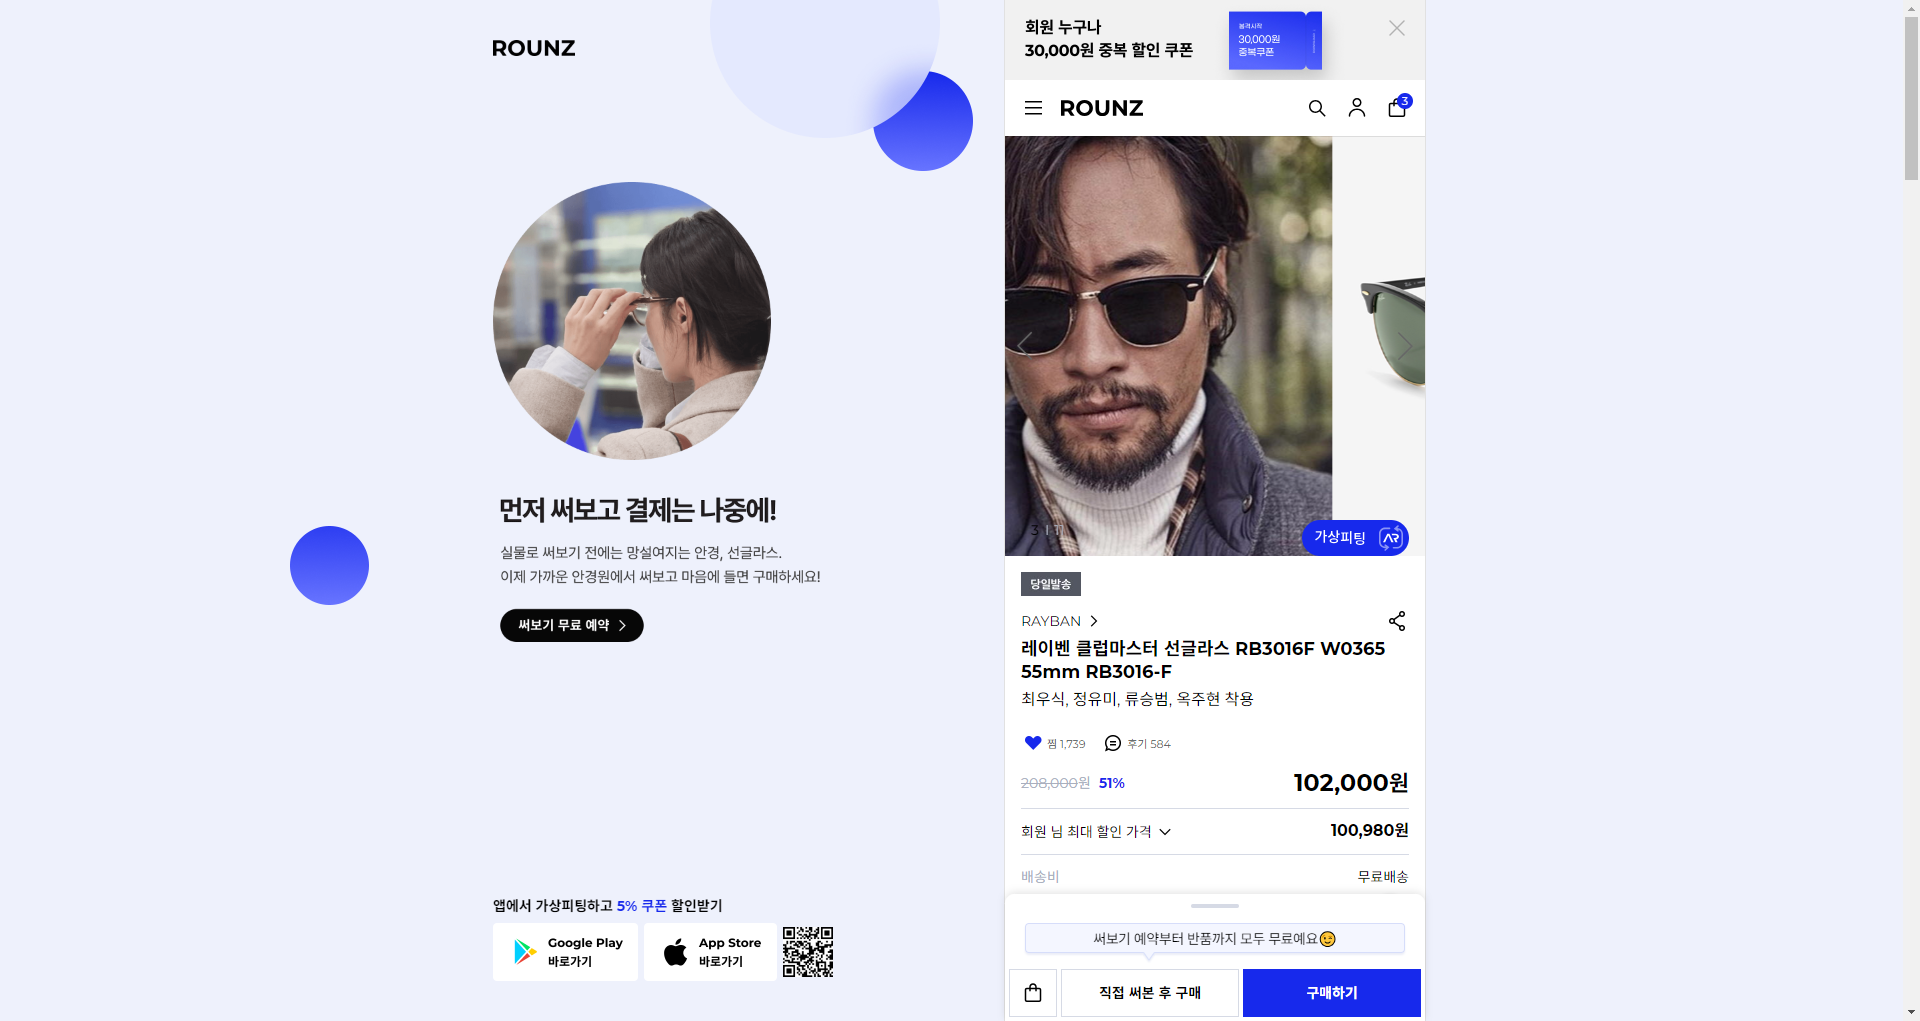 ROUNZ
먼저 써보고 결제는 나중에!
실물로 써보기 전에는 망설여지는 안경, 선글라스.
이제 가까운 안경원에서 써보고 마음에 들면 구매하세요!
써보기 무료 예약
앱에서 가상피팅하고 5% 쿠폰 할인받기
Google Play
바로가기
App Store
바로가기
회원 누구나
30,000원 중복 할인 쿠폰
봄격시작
30,000원
중복쿠폰
ROUNZ
3
3 | 11
가상피팅 AR
당일발송
RAYBAN
레이벤 클럽마스터 선글라스 RB3016F W0365
55mm RB3016-F
최우식, 정유미, 류승범, 옥주현 착용
찜 1,739 후기 584
208,000원 51% 102,000원
회원 님 최대 할인 가격 100,980원
배송비 무료배송
써보기 예약부터 반품까지 모두 무료예요😉
직접 써본 후 구매
구매하기